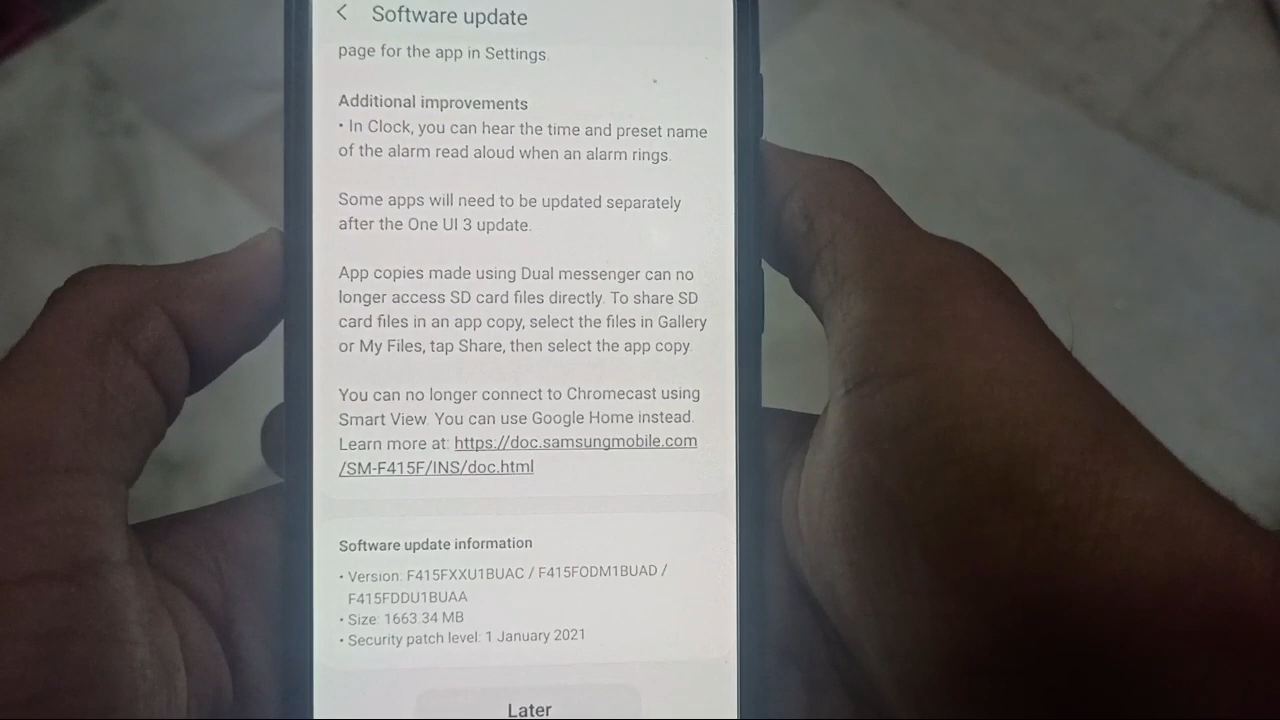 Software update
page for the app in Settings.
Additional improvements
• In Clock, you can hear the time and preset name
of the alarm read aloud when an alarm rings.
Some apps will need to be updated separately
after the One UI 3 update.
App copies made using Dual messenger can no
longer access SD card files directly. To share SD
card files in an app copy, select the files in Gallery
or My Files, tap Share, then select the app copy.
You can no longer connect to Chromecast using
Smart View. You can use Google Home instead.
Learn more at: https://doc.samsungmobile.com
/SM-F415F/INS/doc.html
Software update information
• Version: F415FXXU1BUAC / F415FODM1BUAD /
F415FDDU1BUAA
• Size: 1663.34 MB
• Security patch level: 1 January 2021
Later